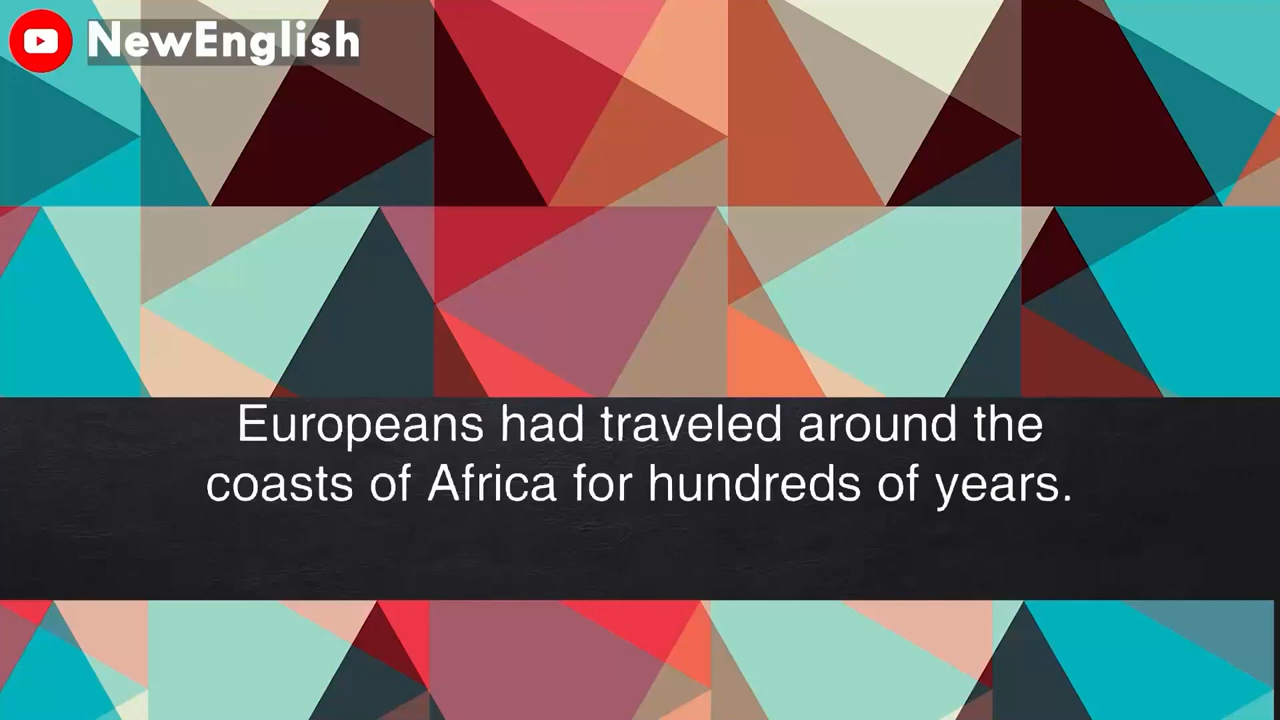 NewEnglish
Europeans had traveled around the
coasts of Africa for hundreds of years.